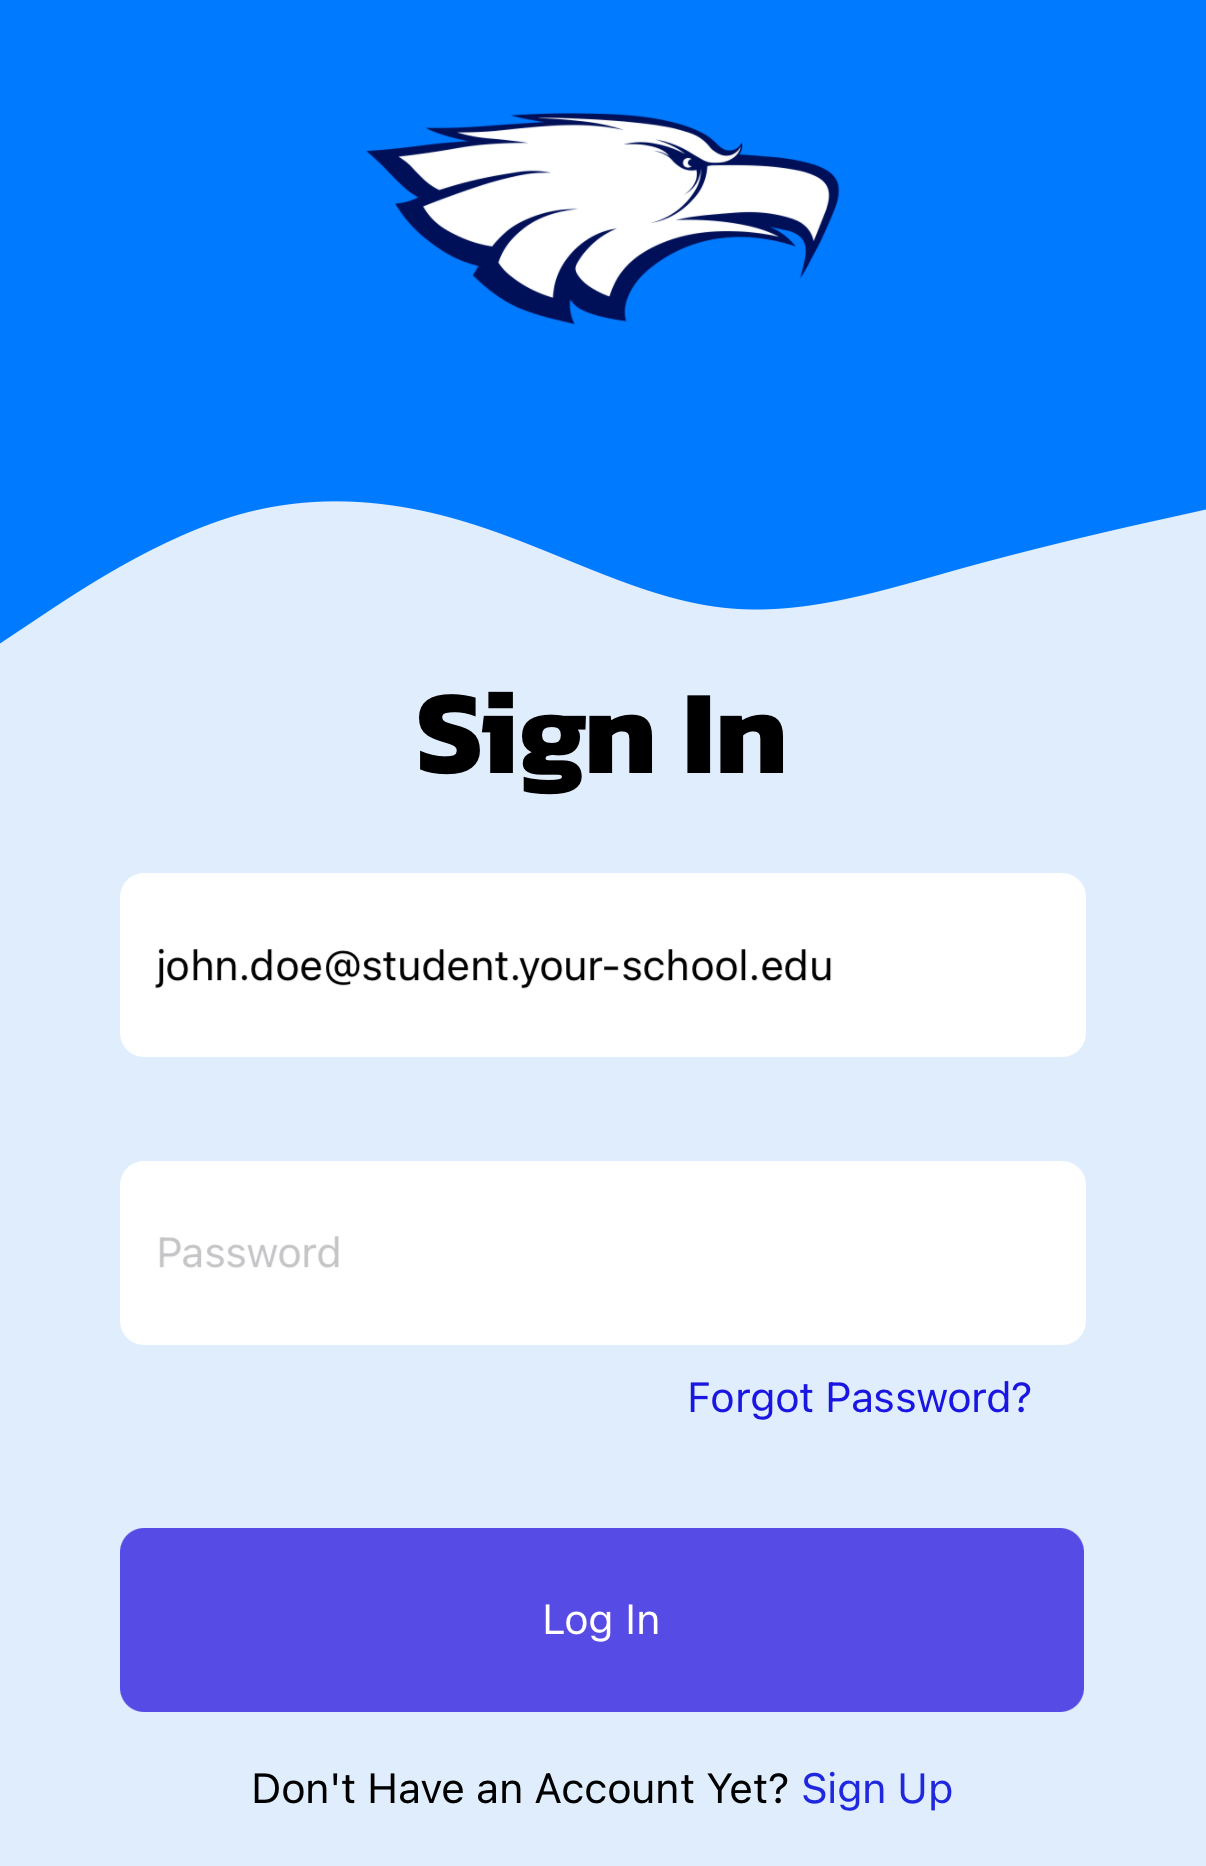 Sign In
john.doe@student.your-school.edu
Password
Forgot Password?
Log In
Don't Have an Account Yet? Sign Up